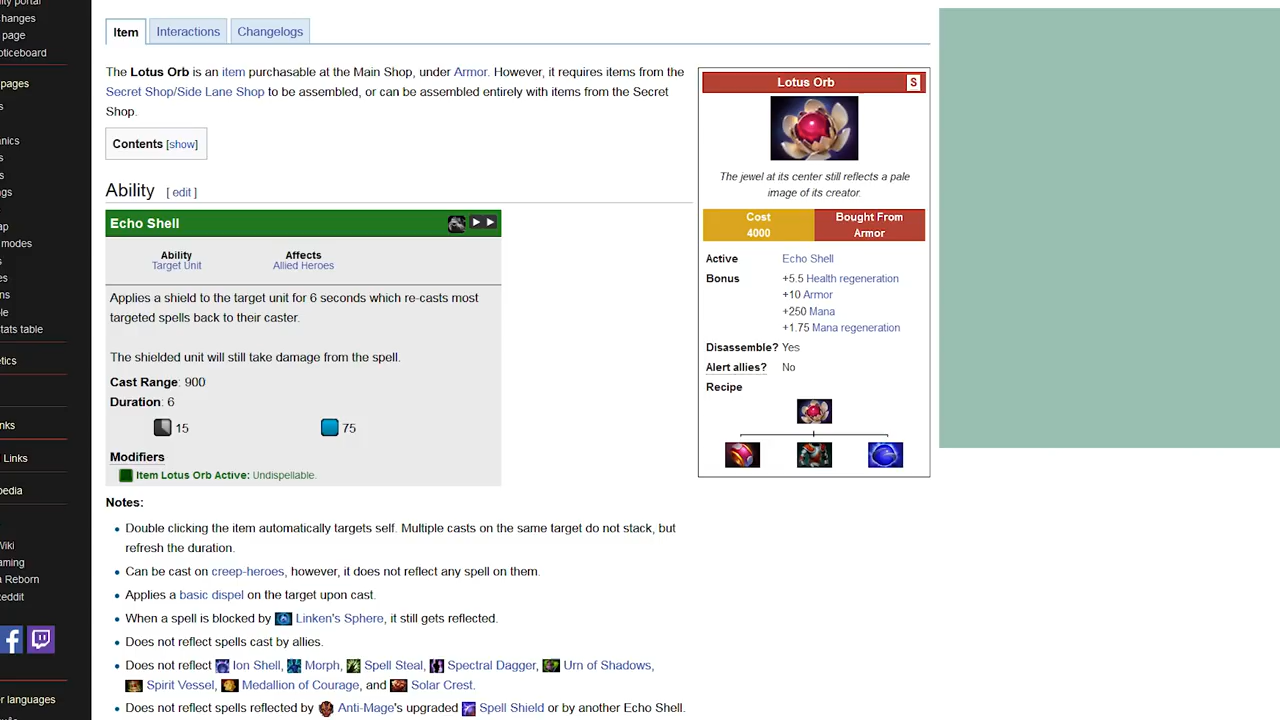 ity portal
hanges
page
oticeboard
pages
s
anics
s
s
gs
ap
modes
s
es
ns
le
tats table
etics
nks
Links
pedia
Wiki
aming
a Reborn
eddit
r languages
Item
Interactions
Changelogs
The Lotus Orb is an item purchasable at the Main Shop, under Armor. However, it requires items from the
Secret Shop/Side Lane Shop to be assembled, or can be assembled entirely with items from the Secret
Shop.
Contents [show]
Ability [ edit ]
Echo Shell
Ability
Target Unit
Affects
Allied Heroes
Applies a shield to the target unit for 6 seconds which re-casts most
targeted spells back to their caster.
The shielded unit will still take damage from the spell.
Cast Range: 900
Duration: 6
15
75
Modifiers
Item Lotus Orb Active: Undispellable.
Notes:
Double clicking the item automatically targets self. Multiple casts on the same target do not stack, but
refresh the duration.
Can be cast on creep-heroes, however, it does not reflect any spell on them.
Applies a basic dispel on the target upon cast.
When a spell is blocked by Linken's Sphere, it still gets reflected.
Does not reflect spells cast by allies.
Does not reflect Ion Shell, Morph, Spell Steal, Spectral Dagger, Urn of Shadows,
Spirit Vessel, Medallion of Courage, and Solar Crest.
Does not reflect spells reflected by Anti-Mage's upgraded Spell Shield or by another Echo Shell.
Lotus Orb S
The jewel at its center still reflects a pale
image of its creator.
Cost
4000
Bought From
Armor
Active Echo Shell
Bonus +5.5 Health regeneration
+10 Armor
+250 Mana
+1.75 Mana regeneration
Disassemble? Yes
Alert allies? No
Recipe